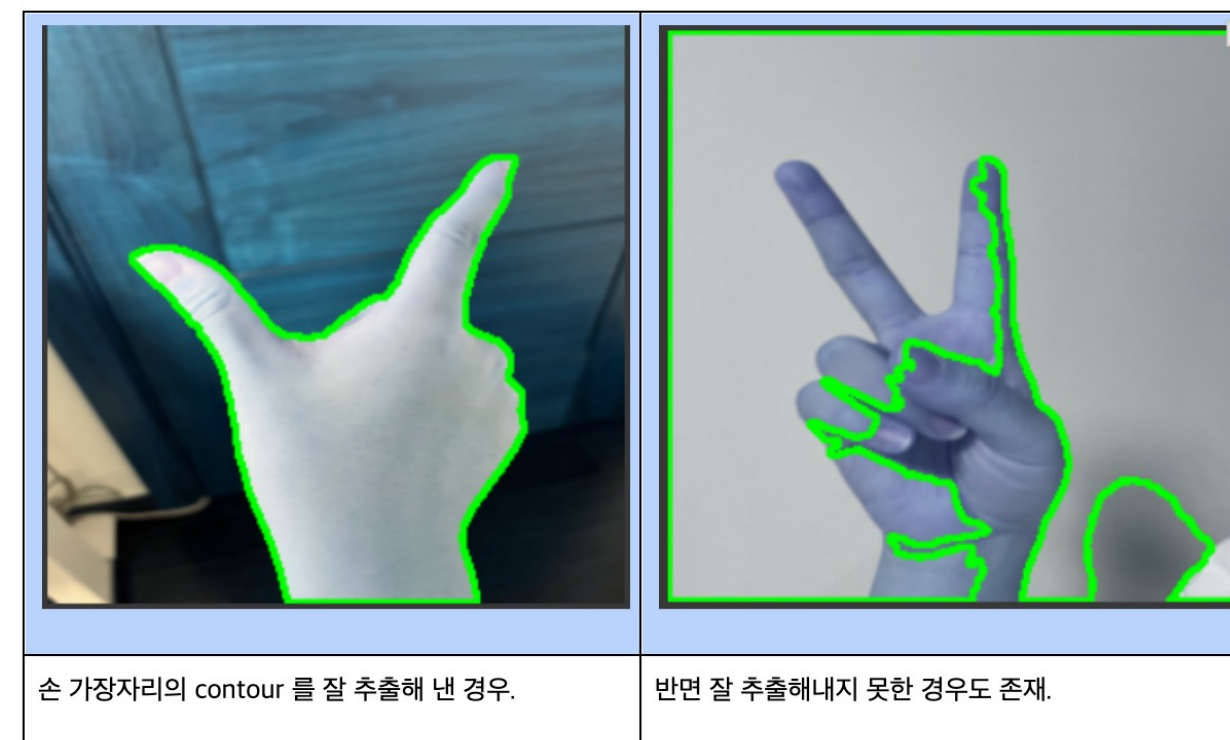 손 가장자리의 contour 를 잘 추출해 낸 경우.
반면 잘 추출해내지 못한 경우도 존재.